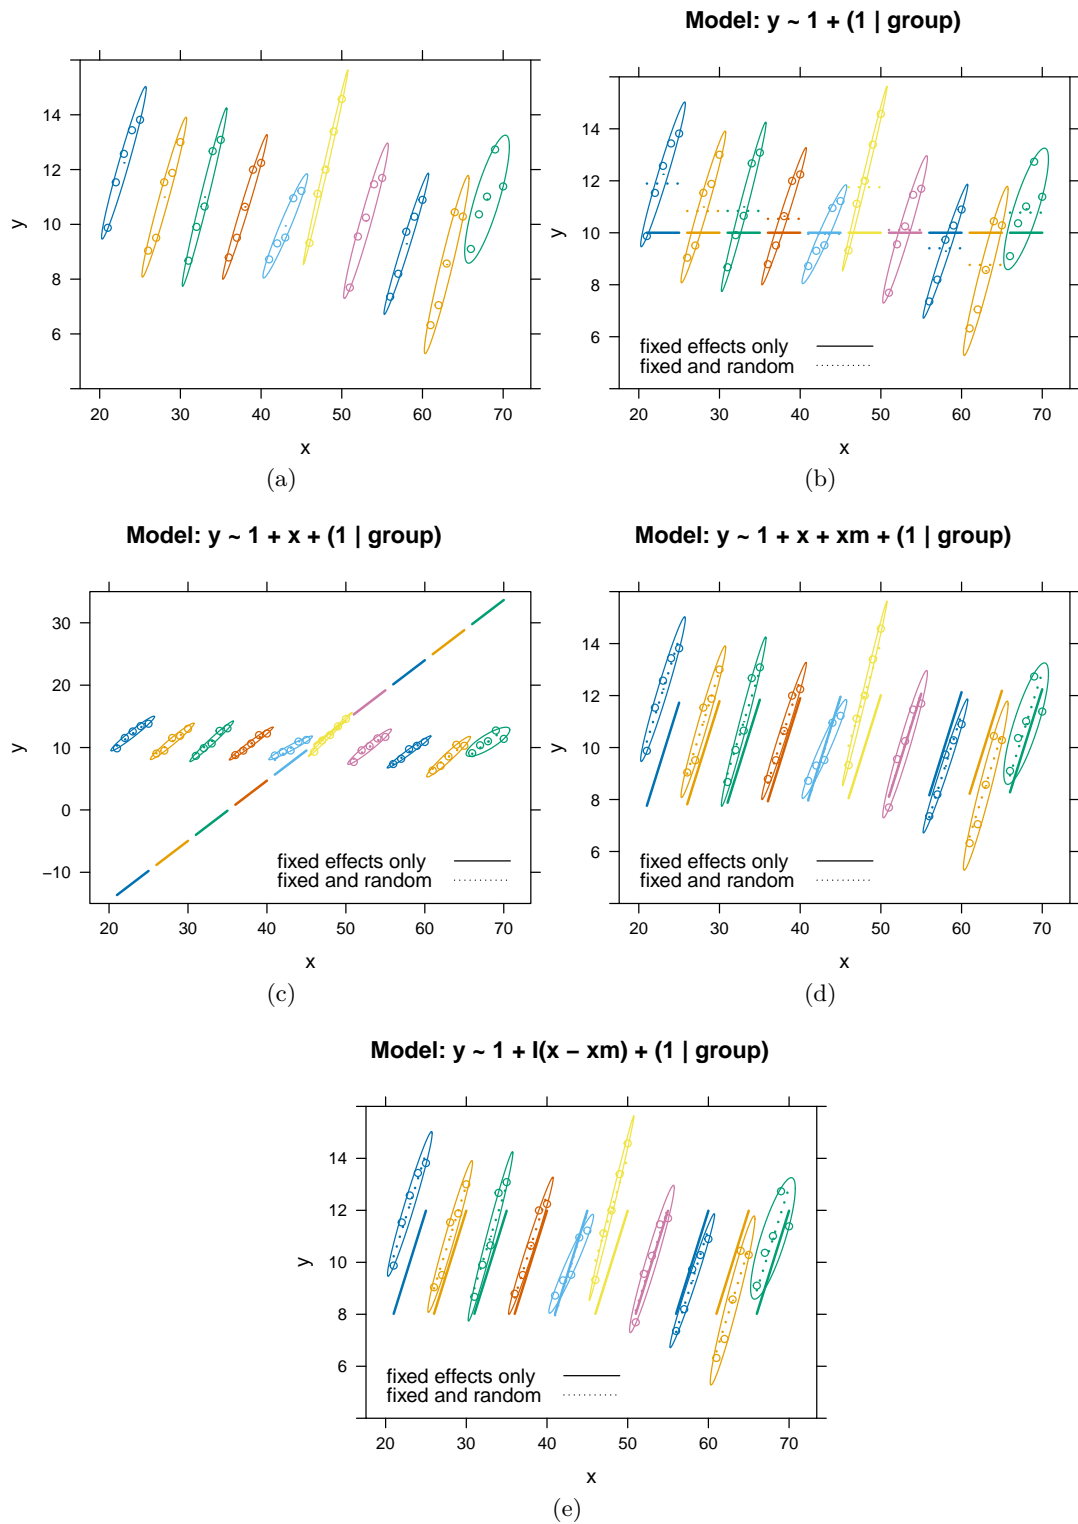 Model: y ~ 1 + (1 | group)
14
12
10
8
6
y
20 30 40 50 60 70
x
(a)
14
12
10
8
6
y
fixed effects only
fixed and random
20 30 40 50 60 70
x
(b)
Model: y ~ 1 + x + (1 | group)
30
20
10
0
−10
y
fixed effects only
fixed and random
20 30 40 50 60 70
x
(c)
Model: y ~ 1 + x + xm + (1 | group)
14
12
10
8
6
y
fixed effects only
fixed and random
20 30 40 50 60 70
x
(d)
Model: y ~ 1 + I(x − xm) + (1 | group)
14
12
10
8
6
y
fixed effects only
fixed and random
20 30 40 50 60 70
x
(e)